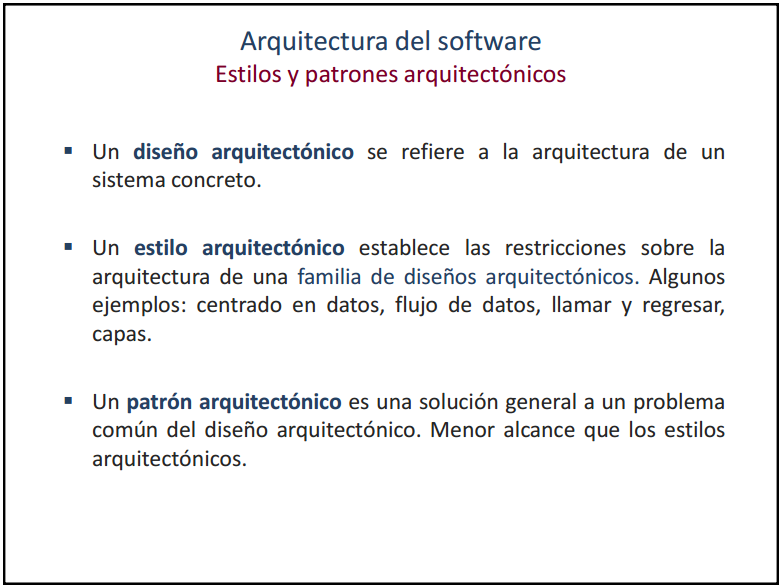 Arquitectura del software
Estilos y patrones arquitectónicos
▪ Un diseño arquitectónico se refiere a la arquitectura de un
sistema concreto.
▪ Un estilo arquitectónico establece las restricciones sobre la
arquitectura de una familia de diseños arquitectónicos. Algunos
ejemplos: centrado en datos, flujo de datos, llamar y regresar,
capas.
▪ Un patrón arquitectónico es una solución general a un problema
común del diseño arquitectónico. Menor alcance que los estilos
arquitectónicos.